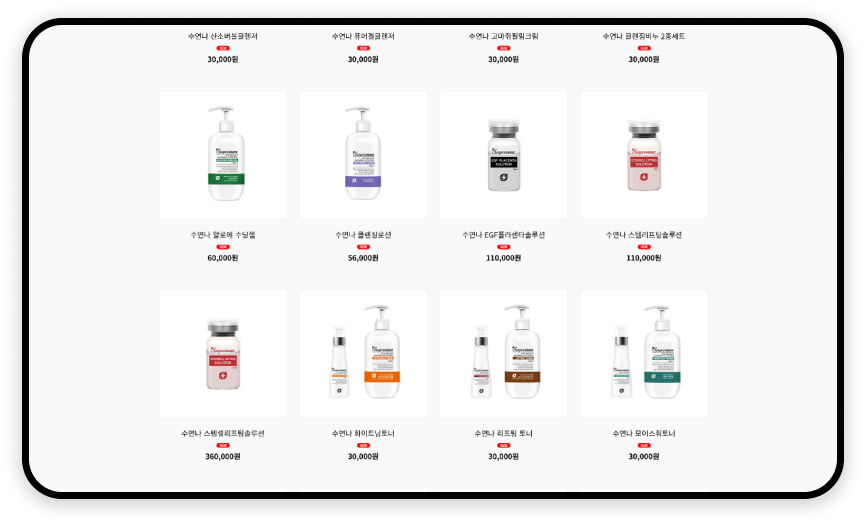 수연나 산소버블클렌저
수연나 퓨어젤클렌저
수연나 고마쥐필링크림
수연나 클렌징비누 2종세트
NEW
NEW
NEW
NEW
30,000원
30,000원
30,000원
30,000원
EGF PLACENTA
SOLUTION
STEMCELL LIFTING
SOLUTION
수연나 알로에 수딩젤
수연나 클렌징로션
수연나 EGF플라센타솔루션
수연나 스템리프팅솔루션
NEW
NEW
NEW
NEW
60,000원
56,000원
110,000원
110,000원
STEMCELL LIFTING
SOLUTION
수연나 스템셀리프팅솔루션
수연나 화이트닝토너
수연나 리프팅 토너
수연나 모이스춰토너
NEW
NEW
NEW
NEW
360,000원
30,000원
30,000원
30,000원